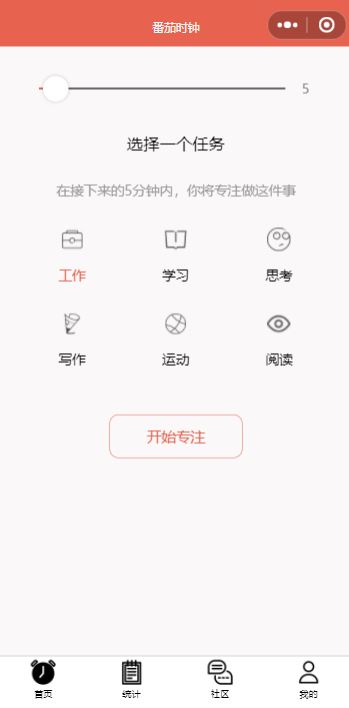 番茄时钟
5
选择一个任务
在接下来的5分钟内，你将专注做这件事
工作 学习 思考
写作 运动 阅读
开始专注
首页 统计 社区 我的